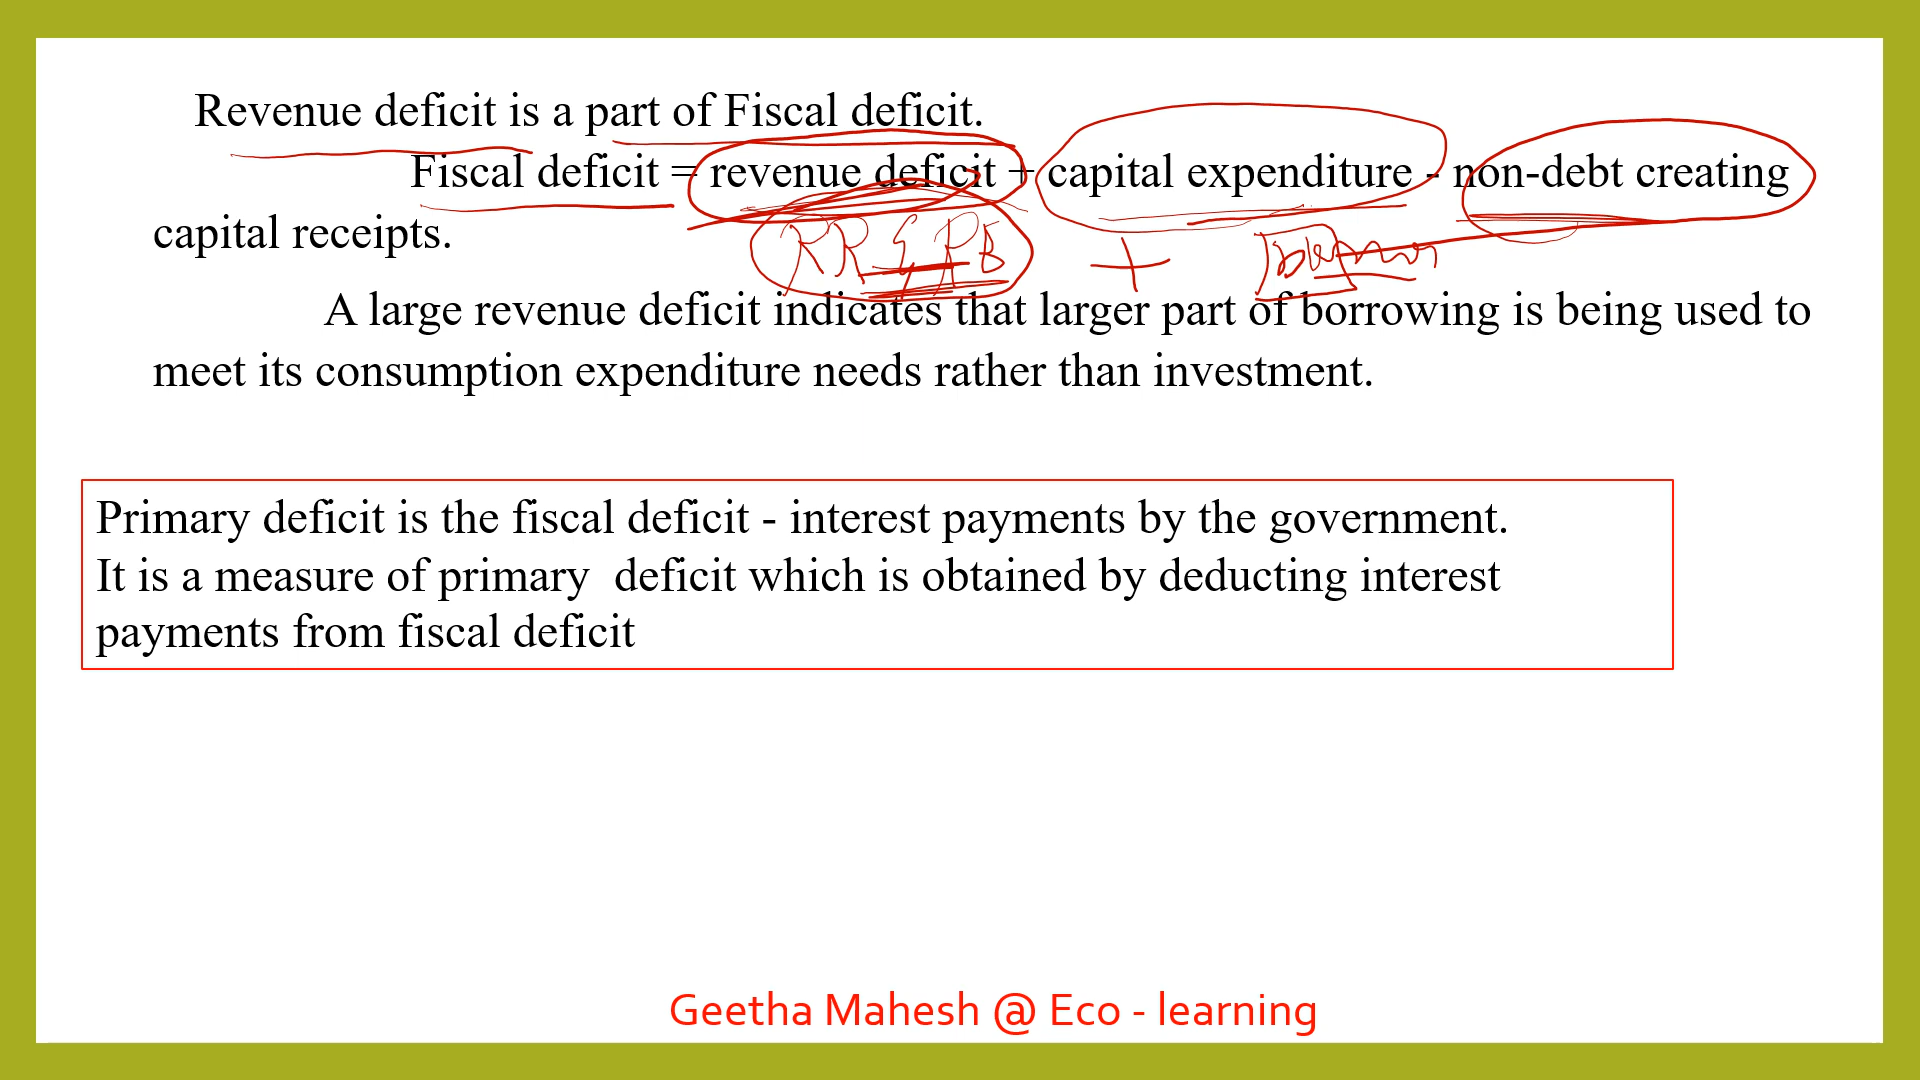 Revenue deficit is a part of Fiscal deficit.
Fiscal deficit = revenue deficit + capital expenditure - non-debt creating
capital receipts.
+
A large revenue deficit indicates that larger part of borrowing is being used to
meet its consumption expenditure needs rather than investment.
Primary deficit is the fiscal deficit - interest payments by the government.
It is a measure of primary deficit which is obtained by deducting interest
payments from fiscal deficit
Geetha Mahesh @ Eco - learning